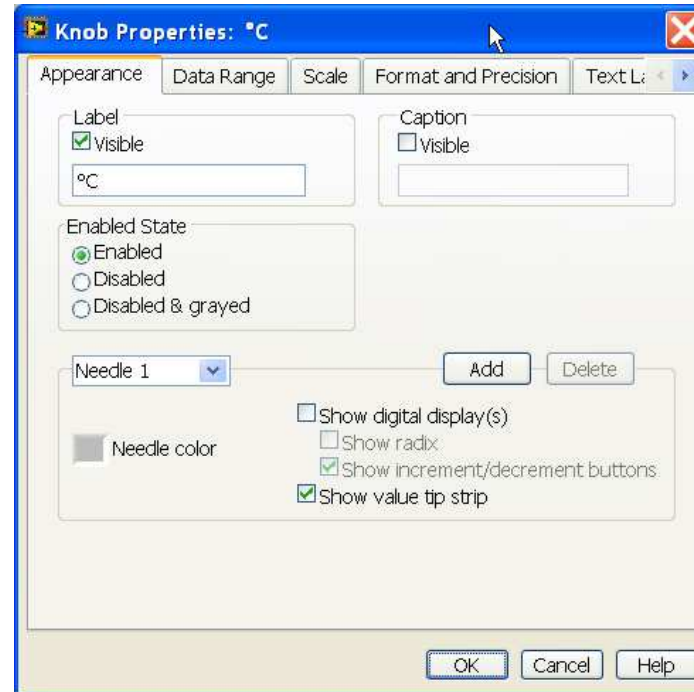 Knob Properties: °C
Appearance Data Range Scale Format and Precision Text La
Label Caption
Visible Visible
°C
Enabled State
Enabled
Disabled
Disabled & grayed
Needle 1 Add Delete
Show digital display(s)
Show radix
Needle color
Show increment/decrement buttons
Show value tip strip
OK Cancel Help